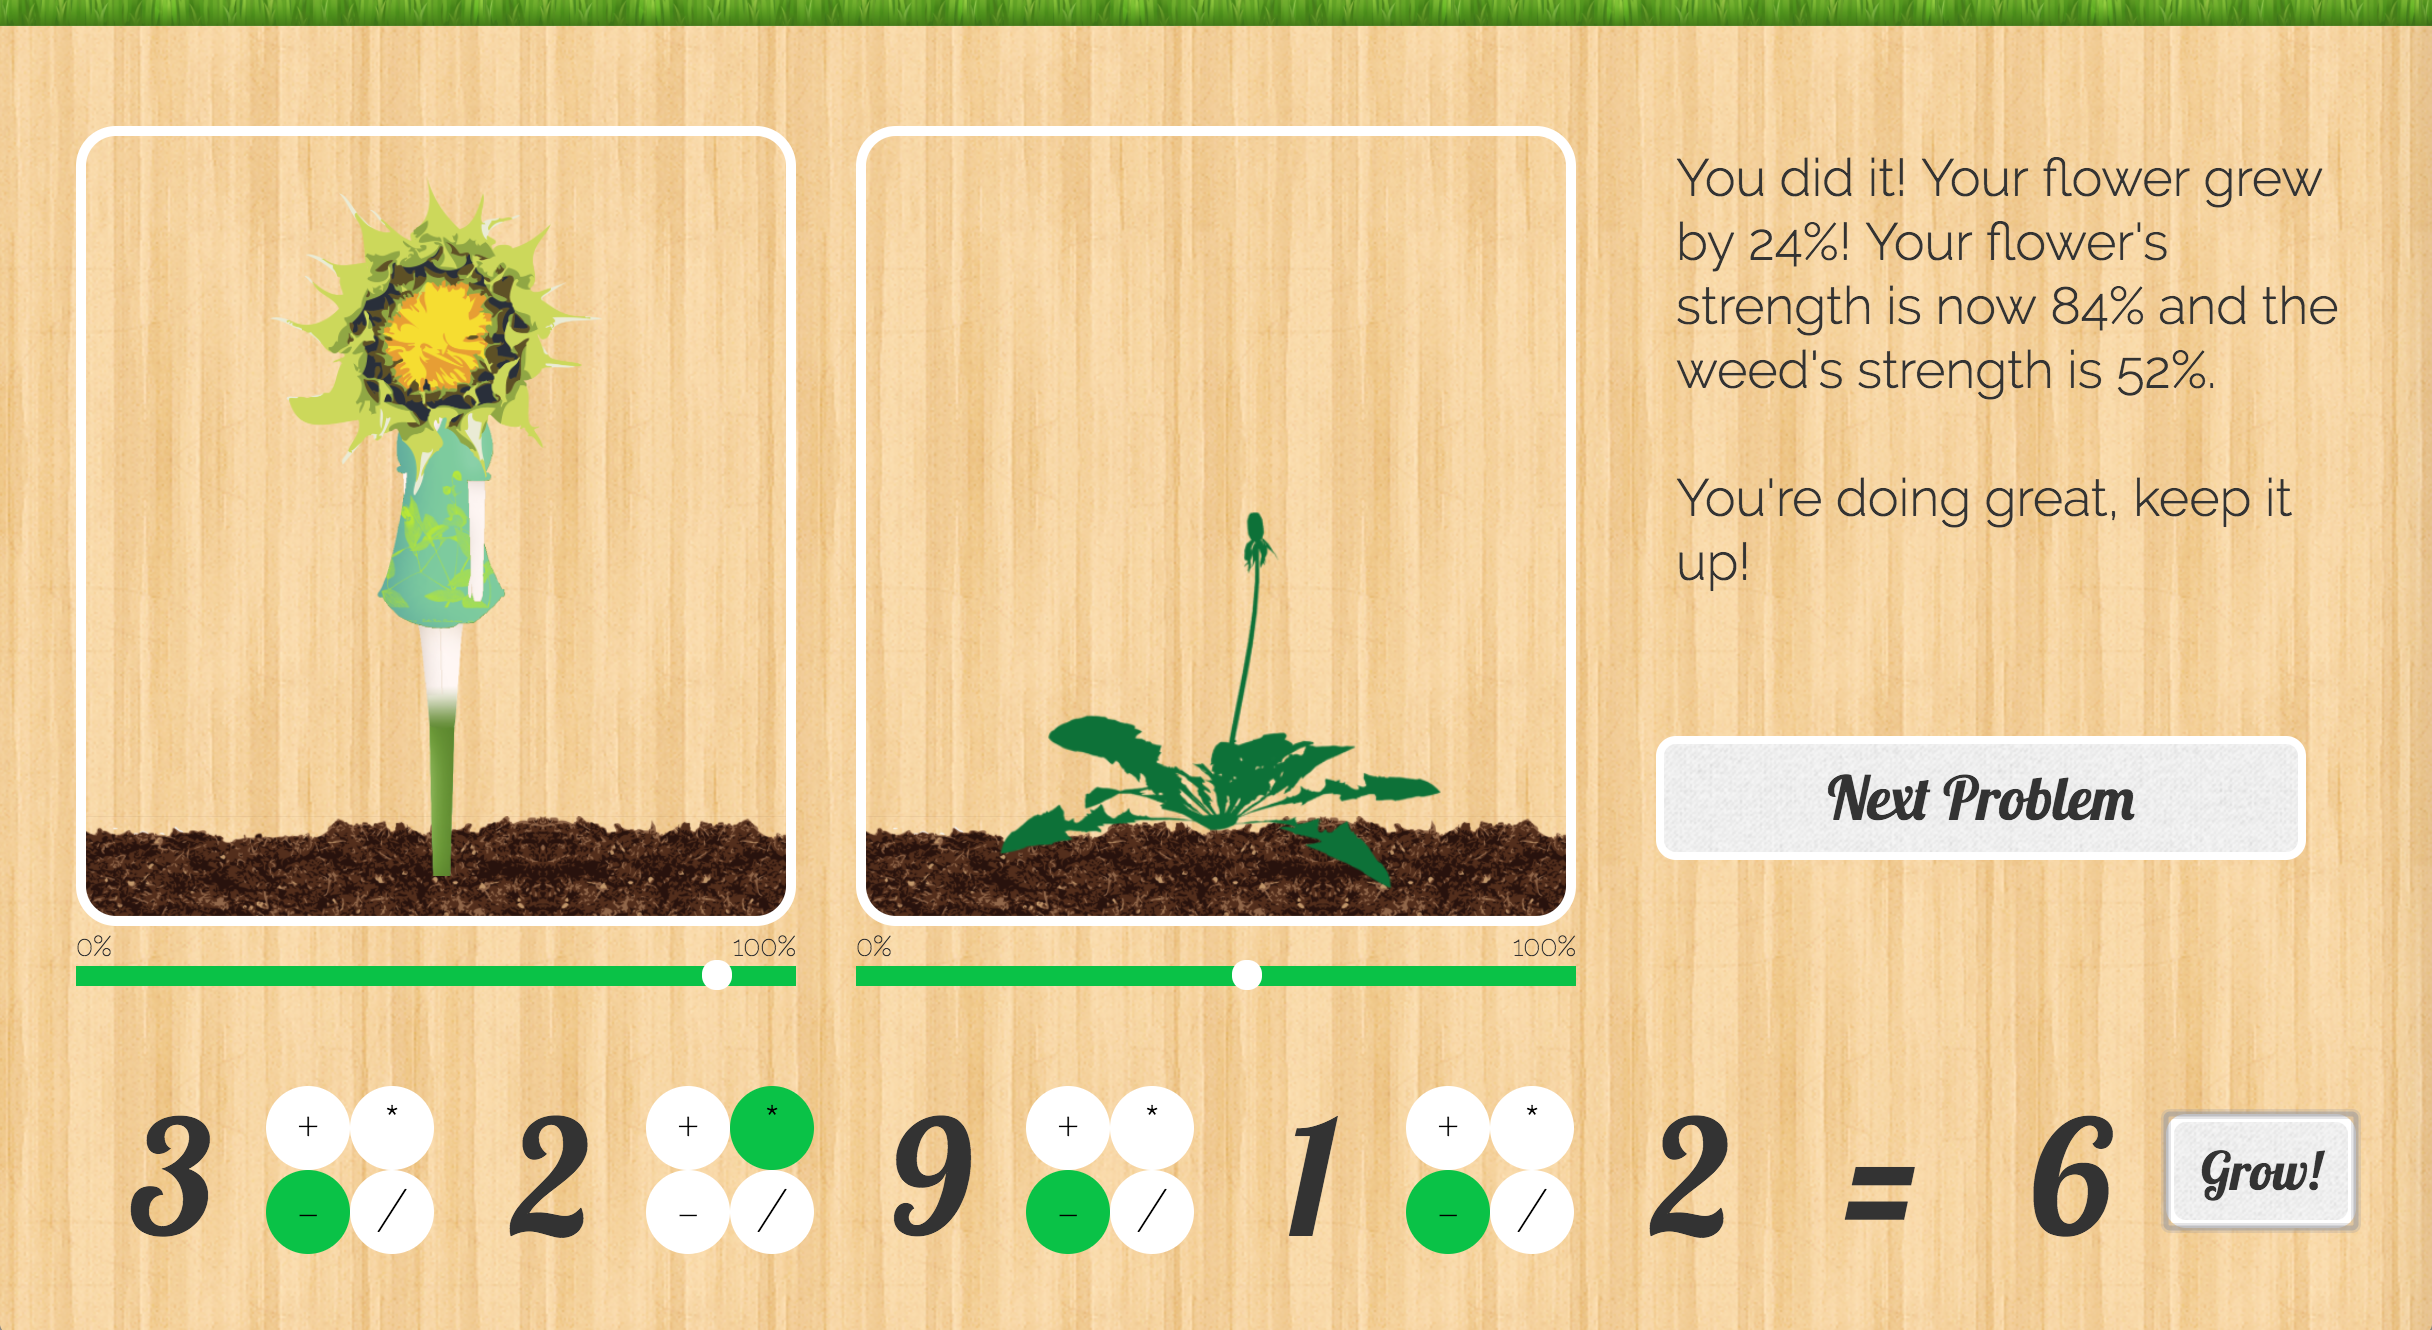 You did it! Your flower grew
by 24%! Your flower's
strength is now 84% and the
weed's strength is 52%.
You're doing great, keep it
up!
Next Problem
0% 100%
0% 100%
+ * + * + * + *
3 2 9 1 2 = 6 Grow!
- / - / - / - /